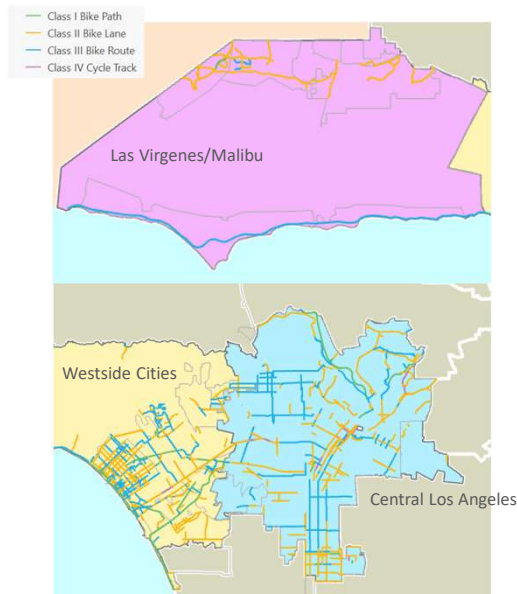 Class I Bike Path
Class II Bike Lane
Class III Bike Route
Class IV Cycle Track
Las Virgenes/Malibu
Westside Cities
Central Los Angeles